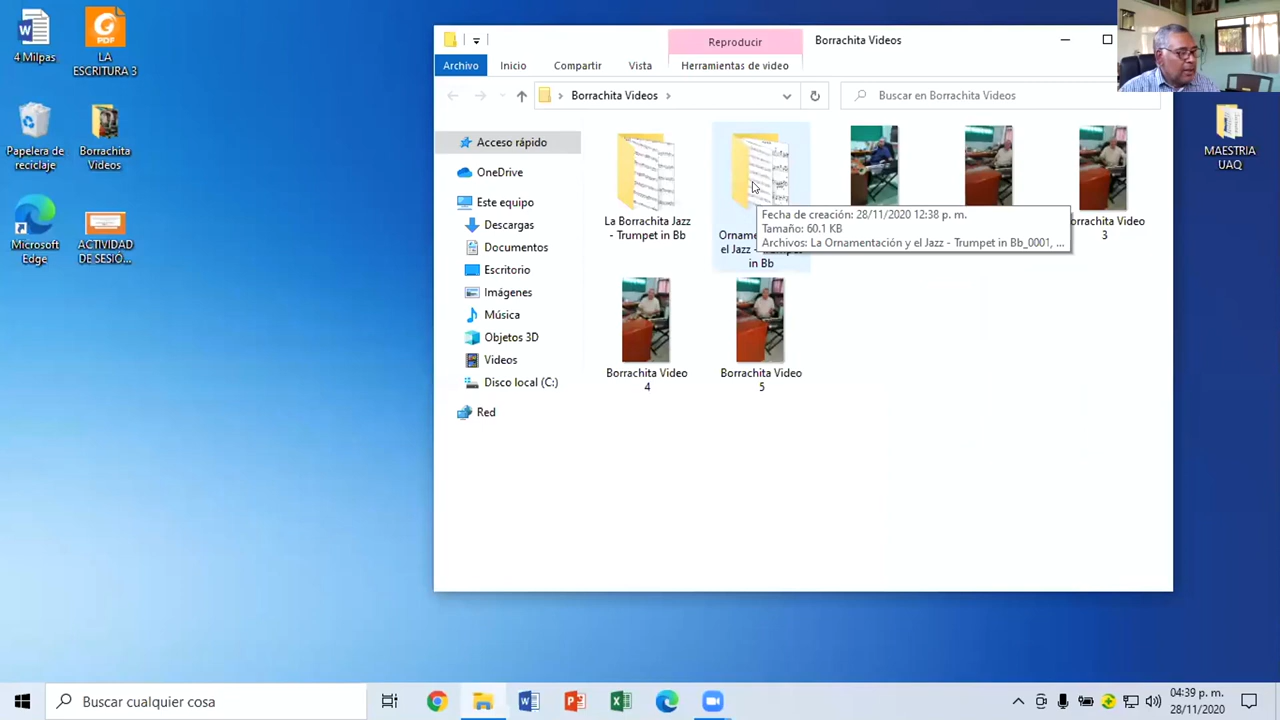 4 Milpas
LA
ESCRITURA 3
Papelera de
reciclaje
Borrachita
Videos
Microsoft
Edge
ACTIVIDAD
DE SESIÓ...
Reproducir
Borrachita Videos
Archivo
Inicio
Compartir
Vista
Herramientas de video
Borrachita Videos
Buscar en Borrachita Videos
Acceso rápido
OneDrive
Este equipo
Descargas
Documentos
Escritorio
Imágenes
Música
Objetos 3D
Videos
Disco local (C:)
Red
La Borrachita Jazz
- Trumpet in Bb
el Jazz -
in Bb
Fecha de creación: 28/11/2020 12:38 p. m.
Tamaño: 60.1 KB
Archivos: La Ornamentación y el Jazz - Trumpet in Bb_0001, ...
orrachita Video
3
Borrachita Video
4
Borrachita Video
5
MAESTRIA
UAQ
Buscar cualquier cosa
04:39 p. m.
28/11/2020